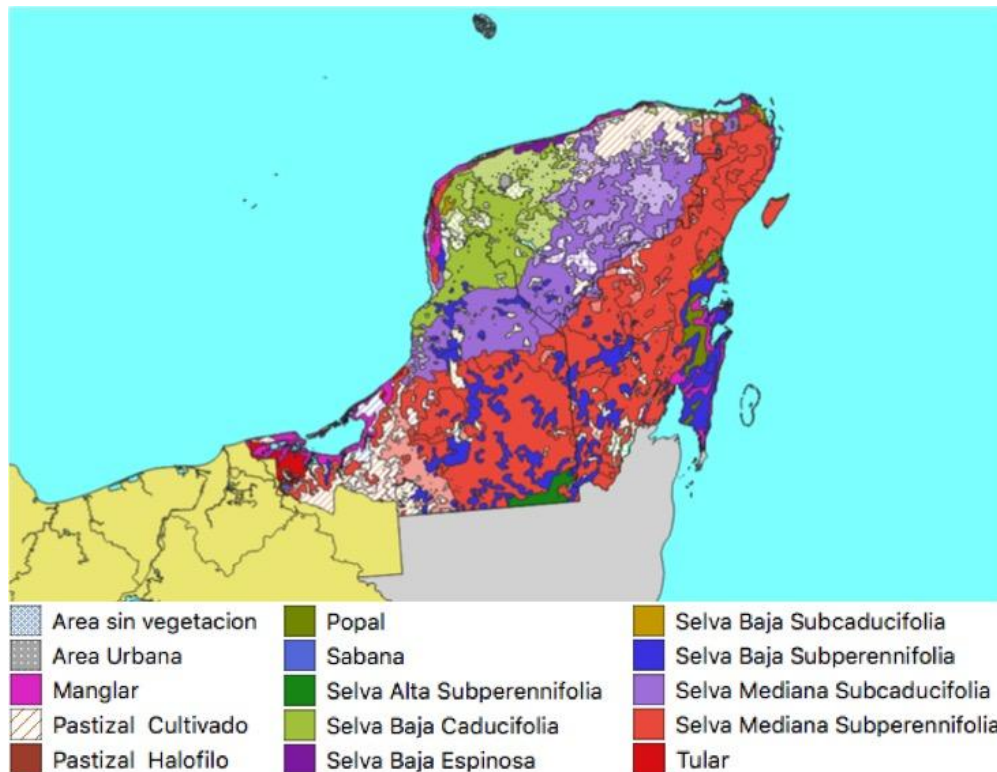 Area sin vegetacion
Area Urbana
Manglar
Pastizal Cultivado
Pastizal Halofilo
Popal
Sabana
Selva Alta Subperennifolia
Selva Baja Caducifolia
Selva Baja Espinosa
Selva Baja Subcaducifolia
Selva Baja Subperennifolia
Selva Mediana Subcaducifolia
Selva Mediana Subperennifolia
Tular